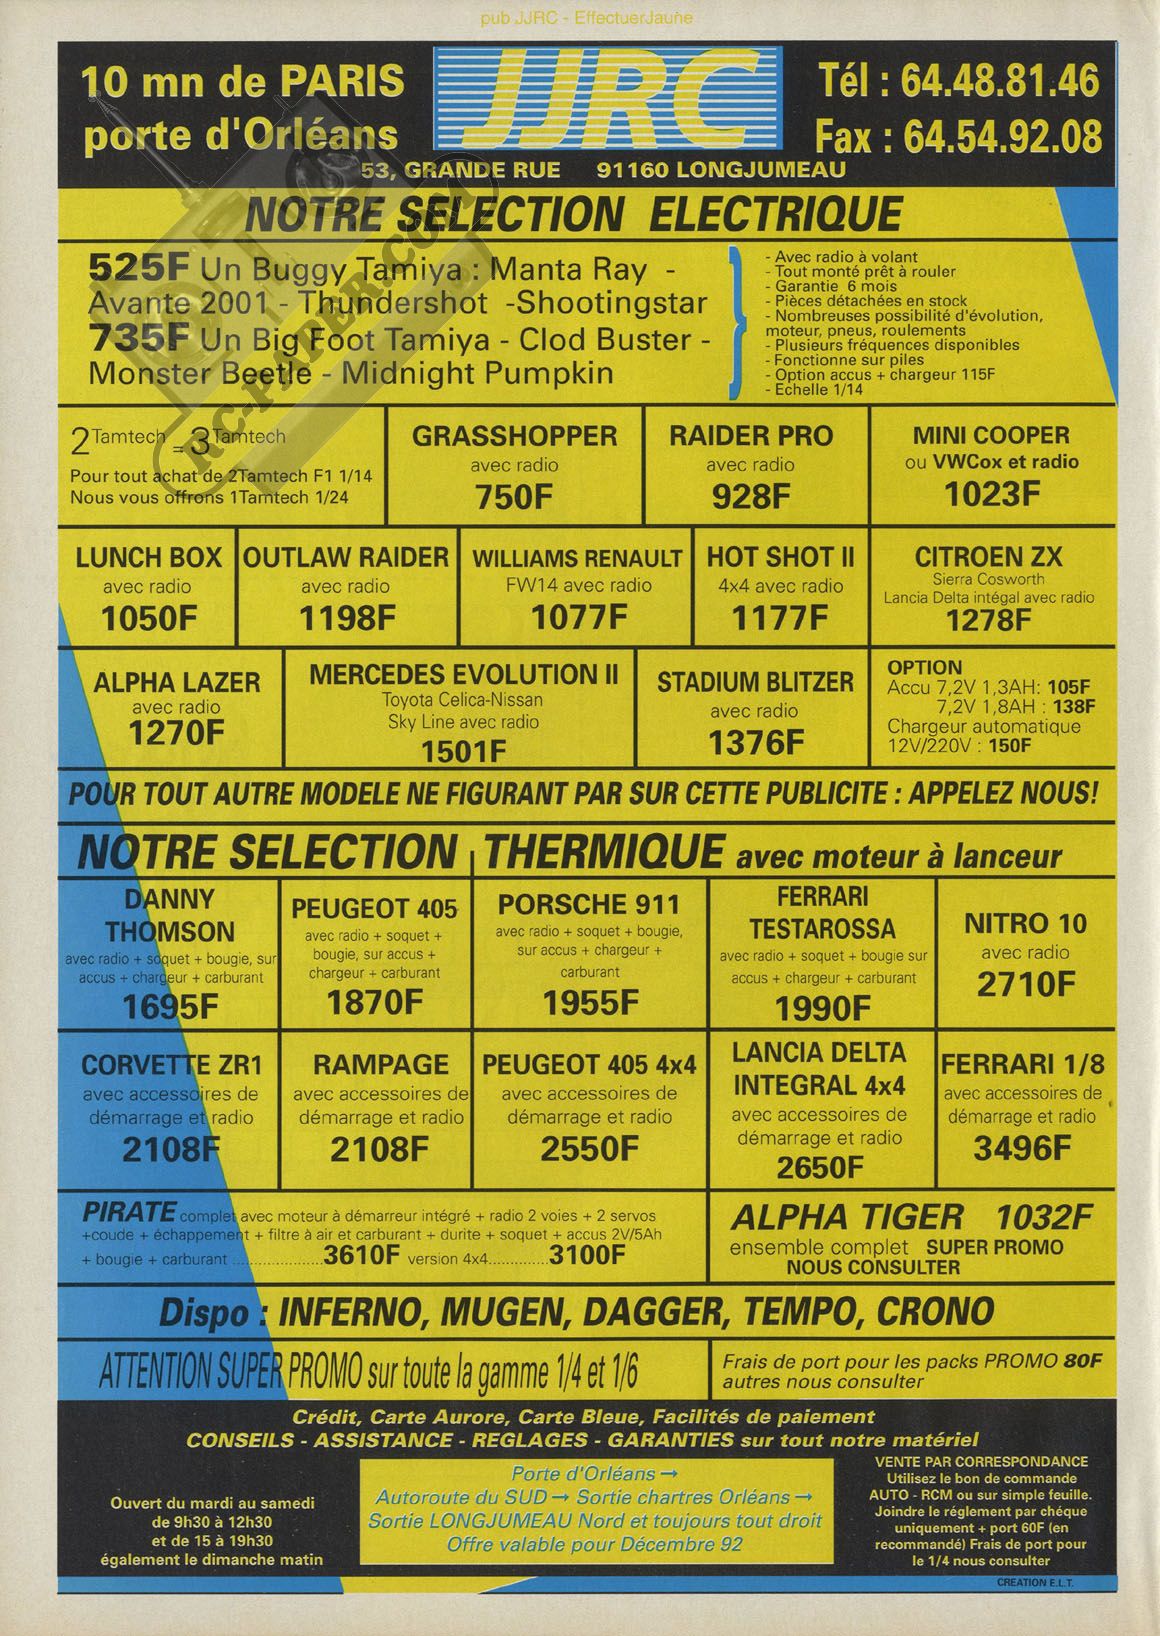 pub JJRC - EffectuerJaune
10 mn de PARIS
porte d'Orléans
JJRC
Tél : 64.48.81.46
Fax : 64.54.92.08
53, GRANDE RUE 91160 LONGJUMEAU
RC-PAPER.COM
NOTRE SELECTION ELECTRIQUE
525F Un Buggy Tamiya : Manta Ray -
Avante 2001 - Thundershot -Shootingstar
735F Un Big Foot Tamiya - Clod Buster -
Monster Beetle - Midnight Pumpkin
- Avec radio à volant
- Tout monté prêt à rouler
- Garantie 6 mois
- Pièces détachées en stock
- Nombreuses possibilité d'évolution,
moteur, pneus, roulements
- Plusieurs fréquences disponibles
- Fonctionne sur piles
- Option accus + chargeur 115F
- Echelle 1/14
2 Tamtech = 3 Tamtech
Pour tout achat de 2Tamtech F1 1/14
Nous vous offrons 1Tamtech 1/24
GRASSHOPPER
avec radio
750F
RAIDER PRO
avec radio
928F
MINI COOPER
ou VWCox et radio
1023F
LUNCH BOX
avec radio
1050F
OUTLAW RAIDER
avec radio
1198F
WILLIAMS RENAULT
FW14 avec radio
1077F
HOT SHOT II
4x4 avec radio
1177F
CITROEN ZX
Sierra Cosworth
Lancia Delta intégal avec radio
1278F
ALPHA LAZER
avec radio
1270F
MERCEDES EVOLUTION II
Toyota Celica-Nissan
Sky Line avec radio
1501F
STADIUM BLITZER
avec radio
1376F
OPTION
Accu 7,2V 1,3AH: 105F
7,2V 1,8AH : 138F
Chargeur automatique
12V/220V : 150F
POUR TOUT AUTRE MODELE NE FIGURANT PAR SUR CETTE PUBLICITE : APPELEZ NOUS!
NOTRE SELECTION THERMIQUE avec moteur à lanceur
DANNY
THOMSON
avec radio + soquet + bougie, sur
accus + chargeur + carburant
1695F
PEUGEOT 405
avec radio + soquet +
bougie, sur accus +
chargeur + carburant
1870F
PORSCHE 911
avec radio + soquet + bougie,
sur accus + chargeur +
carburant
1955F
FERRARI
TESTAROSSA
avec radio + soquet + bougie sur
accus + chargeur + carburant
1990F
NITRO 10
avec radio
2710F
CORVETTE ZR1
avec accessoires de
démarrage et radio
2108F
RAMPAGE
avec accessoires de
démarrage et radio
2108F
PEUGEOT 405 4x4
avec accessoires de
démarrage et radio
2550F
LANCIA DELTA
INTEGRAL 4x4
avec accessoires de
démarrage et radio
2650F
FERRARI 1/8
avec accessoires de
démarrage et radio
3496F
PIRATE complet avec moteur à démarreur intégré + radio 2 voies + 2 servos
+coude + échappement + filtre à air et carburant + durite + soquet + accus 2V/5Ah
+ bougie + carburant ......................3610F version 4x4..............3100F
ALPHA TIGER 1032F
ensemble complet SUPER PROMO
NOUS CONSULTER
Dispo : INFERNO, MUGEN, DAGGER, TEMPO, CRONO
ATTENTION SUPER PROMO sur toute la gamme 1/4 et 1/6
Frais de port pour les packs PROMO 80F
autres nous consulter
Crédit, Carte Aurore, Carte Bleue, Facilités de paiement
CONSEILS - ASSISTANCE - REGLAGES - GARANTIES sur tout notre matériel
Ouvert du mardi au samedi
de 9h30 à 12h30
et de 15 à 19h30
également le dimanche matin
Porte d'Orléans →
Autoroute du SUD → Sortie chartres Orléans →
Sortie LONGJUMEAU Nord et toujours tout droit
Offre valable pour Décembre 92
VENTE PAR CORRESPONDANCE
Utilisez le bon de commande
AUTO - RCM ou sur simple feuille.
Joindre le réglement par chéque
uniquement + port 60F (en
recommandé) Frais de port pour
le 1/4 nous consulter
CREATION E.L.T.